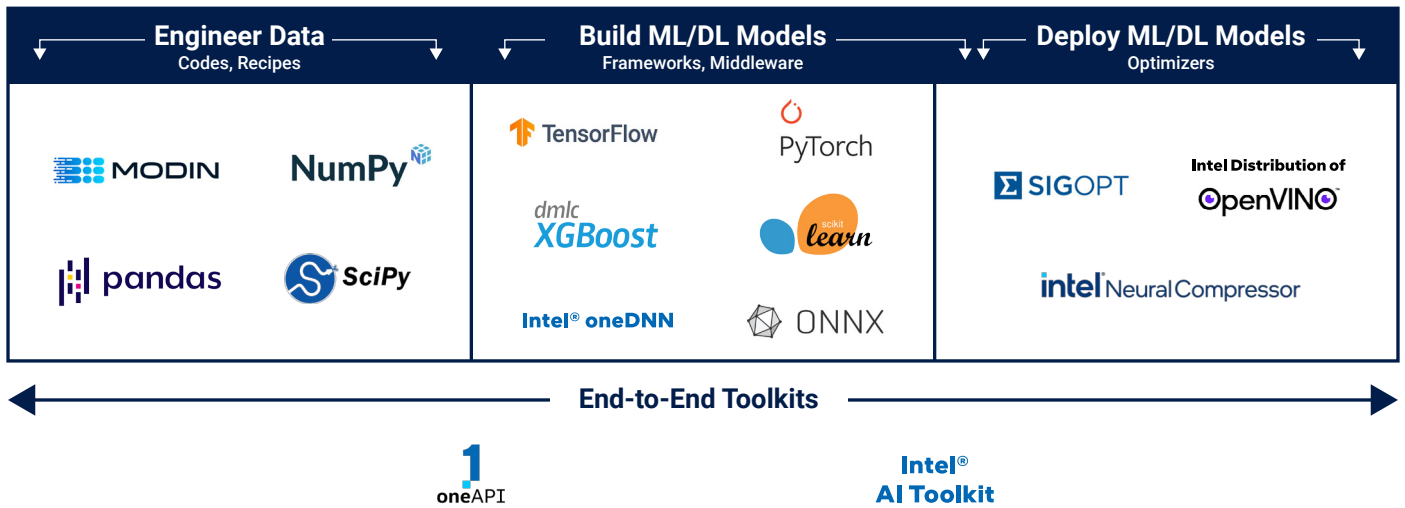 Engineer Data
Codes, Recipes
Build ML/DL Models
Frameworks, Middleware
Deploy ML/DL Models
Optimizers
MODIN
NumPy
pandas
SciPy
TensorFlow
PyTorch
dmlc
XGBoost
scikit
learn
Intel® oneDNN
ONNX
SIGOPT
Intel Distribution of
OpenVINO™
intel® Neural Compressor
End-to-End Toolkits
oneAPI
Intel®
AI Toolkit